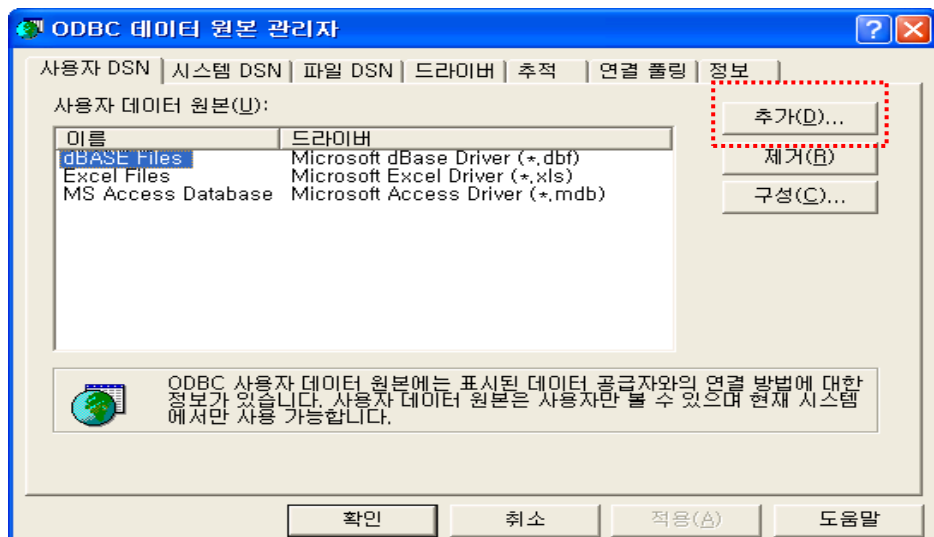 ODBC 데이터 원본 관리자
사용자 DSN 시스템 DSN 파일 DSN 드라이버 추적 연결 풀링 정보
사용자 데이터 원본(U):
추가(D)...
이름 드라이버
dBASE Files Microsoft dBase Driver (*.dbf)
제거(R)
Excel Files Microsoft Excel Driver (*.xls)
MS Access Database Microsoft Access Driver (*.mdb)
구성(C)...
ODBC 사용자 데이터 원본에는 표시된 데이터 공급자와의 연결 방법에 대한
정보가 있습니다. 사용자 데이터 원본은 사용자만 볼 수 있으며 현재 시스템
에서만 사용 가능합니다.
확인 취소 적용(A) 도움말